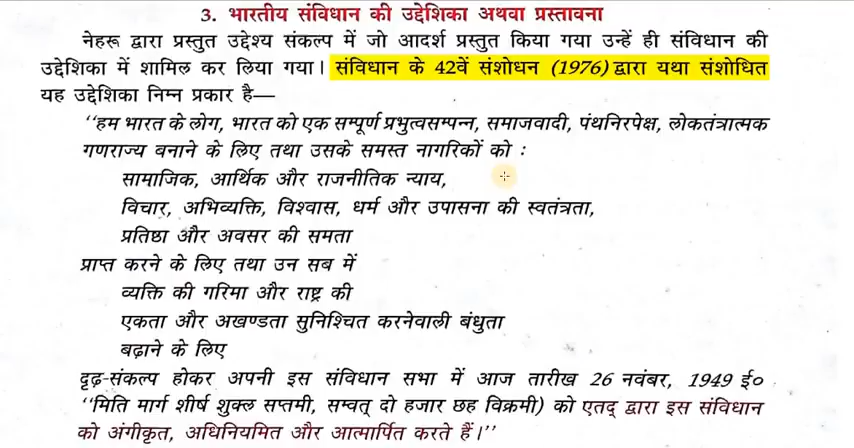 3. भारतीय संविधान की उद्देशिका अथवा प्रस्तावना
नेहरू द्वारा प्रस्तुत उद्देश्य संकल्प में जो आदर्श प्रस्तुत किया गया उन्हें ही संविधान की
उद्देशिका में शामिल कर लिया गया। संविधान के 42वें संशोधन (1976) द्वारा यथा संशोधित
यह उद्देशिका निम्न प्रकार है—
‘‘हम भारत के लोग, भारत को एक सम्पूर्ण प्रभुत्वसम्पन्न, समाजवादी, पंथनिरपेक्ष, लोकतंत्रात्मक
गणराज्य बनाने के लिए तथा उसके समस्त नागरिकों को :
सामाजिक, आर्थिक और राजनीतिक न्याय,
विचार, अभिव्यक्ति, विश्वास, धर्म और उपासना की स्वतंत्रता,
प्रतिष्ठा और अवसर की समता
प्राप्त करने के लिए तथा उन सब में
व्यक्ति की गरिमा और राष्ट्र की
एकता और अखण्डता सुनिश्चित करनेवाली बंधुता
बढ़ाने के लिए
दृढ़-संकल्प होकर अपनी इस संविधान सभा में आज तारीख 26 नवंबर, 1949 ई०
‘‘मिति मार्ग शीर्ष शुक्ल सप्तमी, सम्वत् दो हजार छह विक्रमी) को एतद् द्वारा इस संविधान
को अंगीकृत, अधिनियमित और आत्मार्पित करते हैं।’’